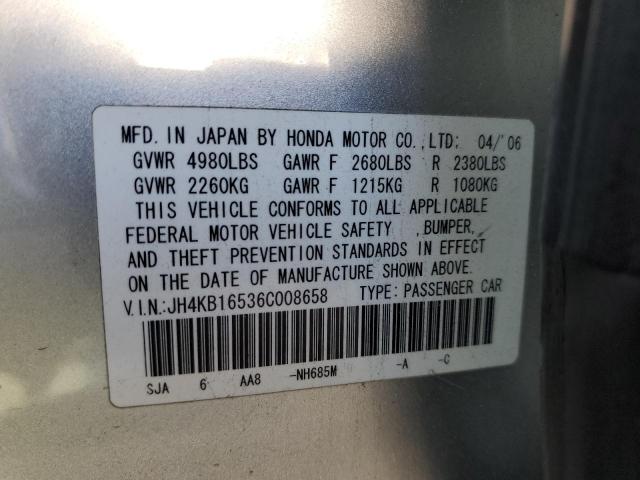 MFD. IN JAPAN BY HONDA MOTOR CO.,LTD: 04/'06
GVWR 4980LBS GAWR F 2680LBS R 2380LBS
GVWR 2260KG GAWR F 1215KG R 1080KG
THIS VEHICLE CONFORMS TO ALL APPLICABLE
FEDERAL MOTOR VEHICLE SAFETY ,BUMPER,
AND THEFT PREVENTION STANDARDS IN EFFECT
ON THE DATE OF MANUFACTURE SHOWN ABOVE.
V.I.N.:JH4KB16536C008658 TYPE: PASSENGER CAR
SJA 6 AA8 -NH685M -A -C